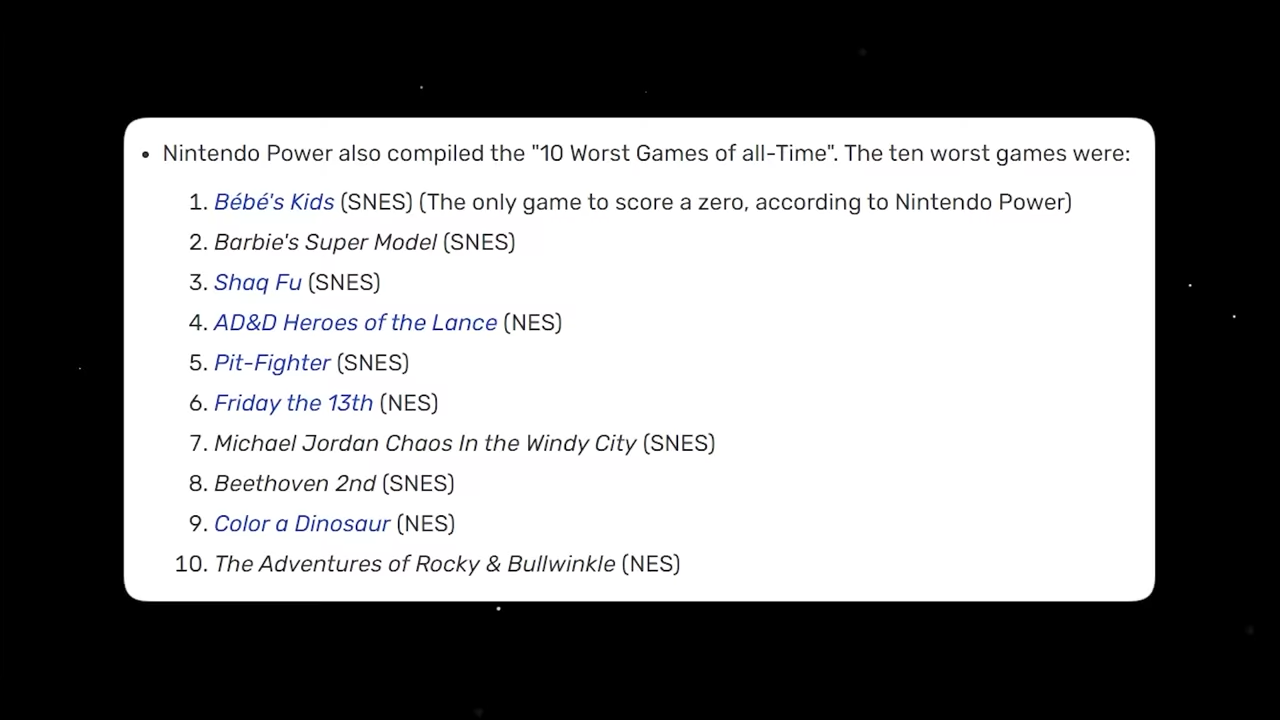 • Nintendo Power also compiled the "10 Worst Games of all-Time". The ten worst games were:
1. Bébé's Kids (SNES) (The only game to score a zero, according to Nintendo Power)
2. Barbie's Super Model (SNES)
3. Shaq Fu (SNES)
4. AD&D Heroes of the Lance (NES)
5. Pit-Fighter (SNES)
6. Friday the 13th (NES)
7. Michael Jordan Chaos In the Windy City (SNES)
8. Beethoven 2nd (SNES)
9. Color a Dinosaur (NES)
10. The Adventures of Rocky & Bullwinkle (NES)